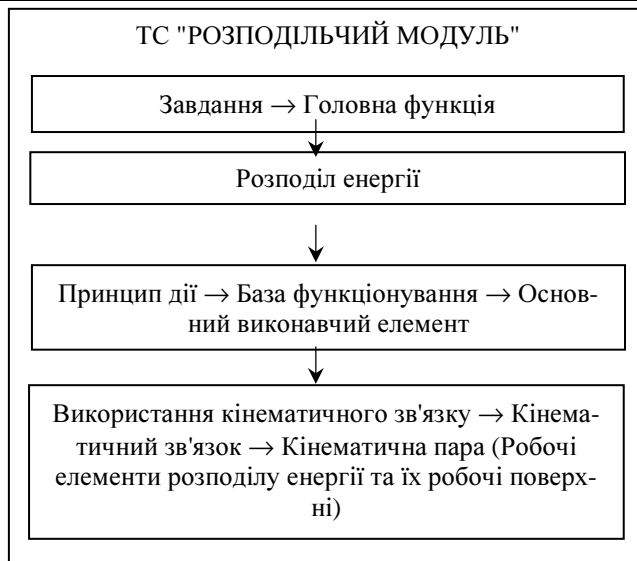 ТС "РОЗПОДІЛЬЧИЙ МОДУЛЬ"
Завдання → Головна функція
Розподіл енергії
Принцип дії → База функціонування → Основ-
ний виконавчий елемент
Використання кінематичного зв'язку → Кінема-
тичний зв'язок → Кінематична пара (Робочі
елементи розподілу енергії та їх робочі поверх-
ні)